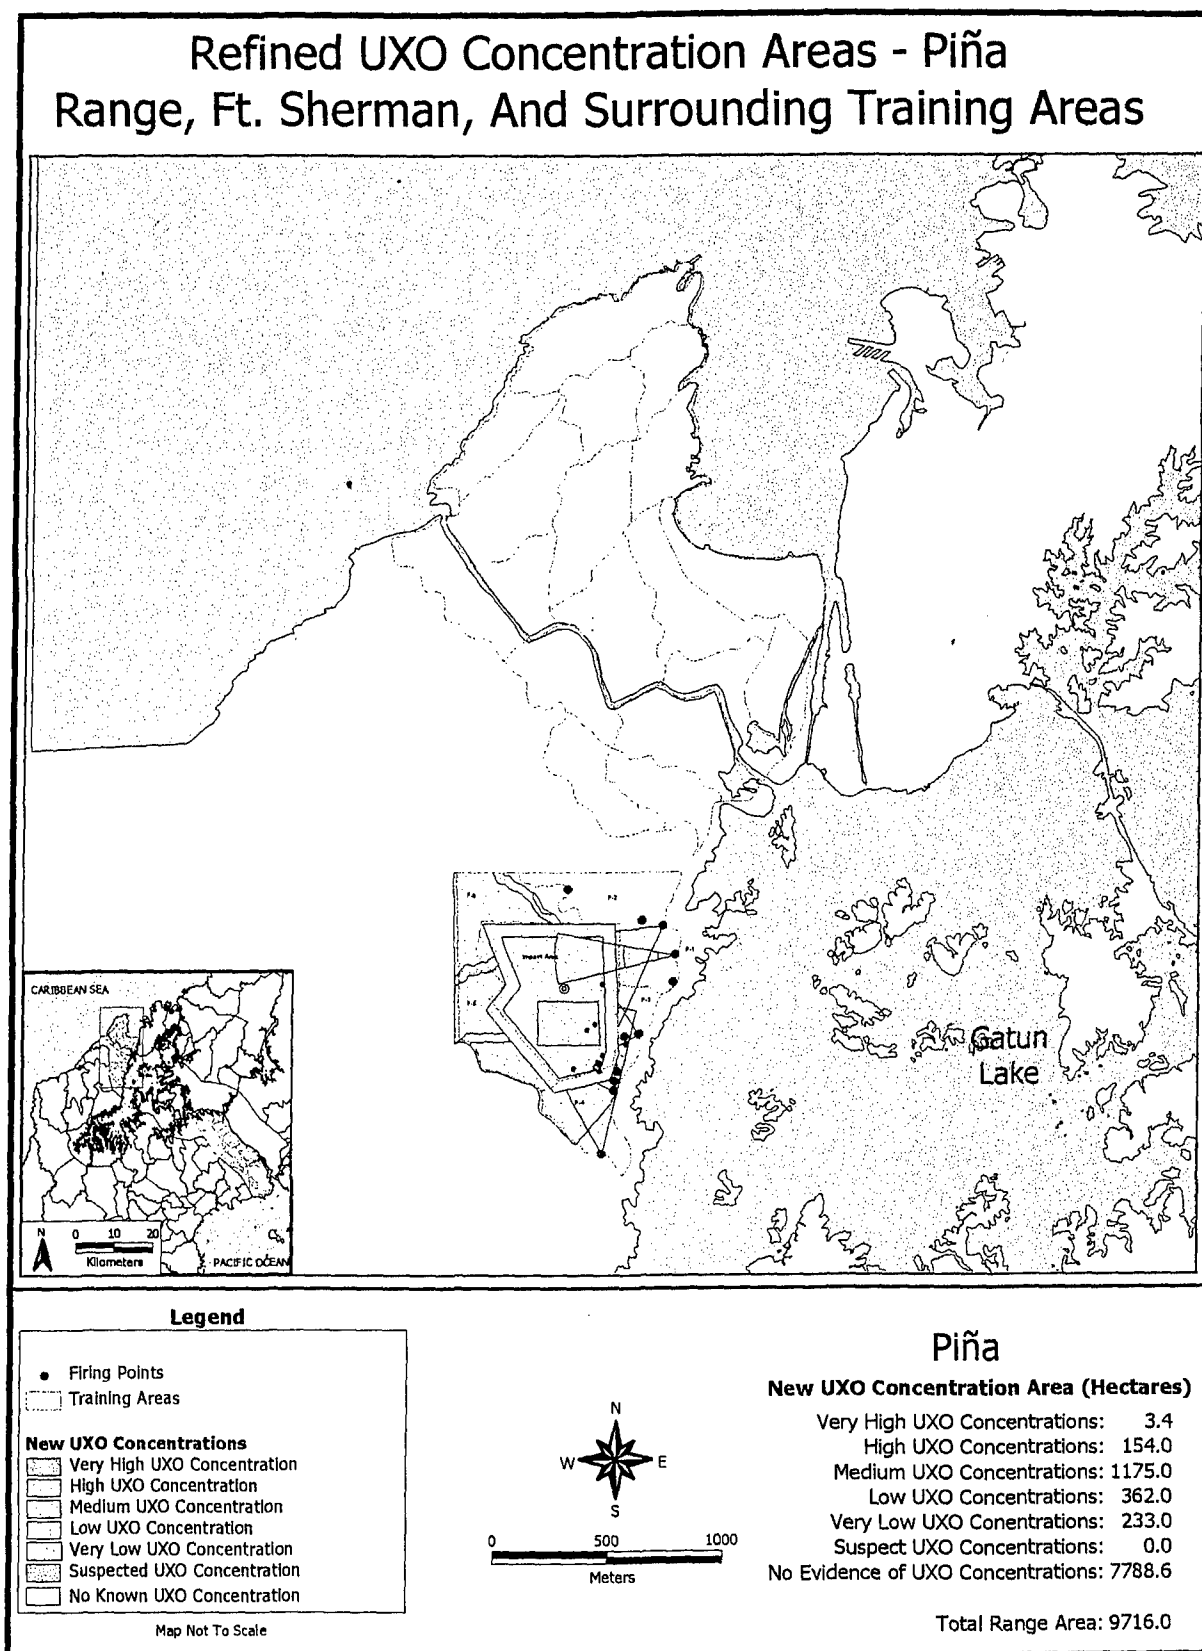 Refined UXO Concentration Areas - Piña
Range, Ft. Sherman, And Surrounding Training Areas
P-2
P-1
Impact Area
P-3
P-4
Gatun
Lake
CARIBBEAN SEA
N
0 10 20
Kilometers
PACIFIC OCEAN
Legend
Firing Points
Training Areas
New UXO Concentrations
Very High UXO Concentration
High UXO Concentration
Medium UXO Concentration
Low UXO Concentration
Very Low UXO Concentration
Suspected UXO Concentration
No Known UXO Concentration
Map Not To Scale
N
W E
S
0 500 1000
Meters
Piña
New UXO Concentration Area (Hectares)
Very High UXO Concentrations: 3.4
High UXO Concentrations: 154.0
Medium UXO Concentrations: 1175.0
Low UXO Concentrations: 362.0
Very Low UXO Conentrations: 233.0
Suspect UXO Concentrations: 0.0
No Evidence of UXO Concentrations: 7788.6
Total Range Area: 9716.0